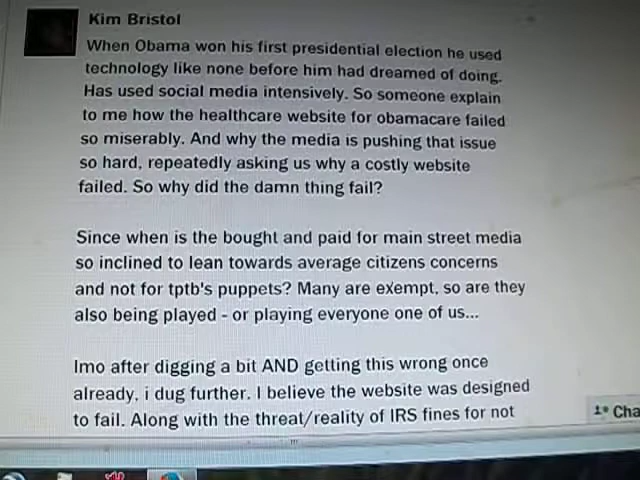 Kim Bristol
When Obama won his first presidential election he used
technology like none before him had dreamed of doing.
Has used social media intensively. So someone explain
to me how the healthcare website for obamacare failed
so miserably. And why the media is pushing that issue
so hard, repeatedly asking us why a costly website
failed. So why did the damn thing fail?
Since when is the bought and paid for main street media
so inclined to lean towards average citizens concerns
and not for tptb's puppets? Many are exempt, so are they
also being played - or playing everyone one of us...
Imo after digging a bit AND getting this wrong once
already, i dug further. I believe the website was designed
to fail. Along with the threat/reality of IRS fines for not
Cha